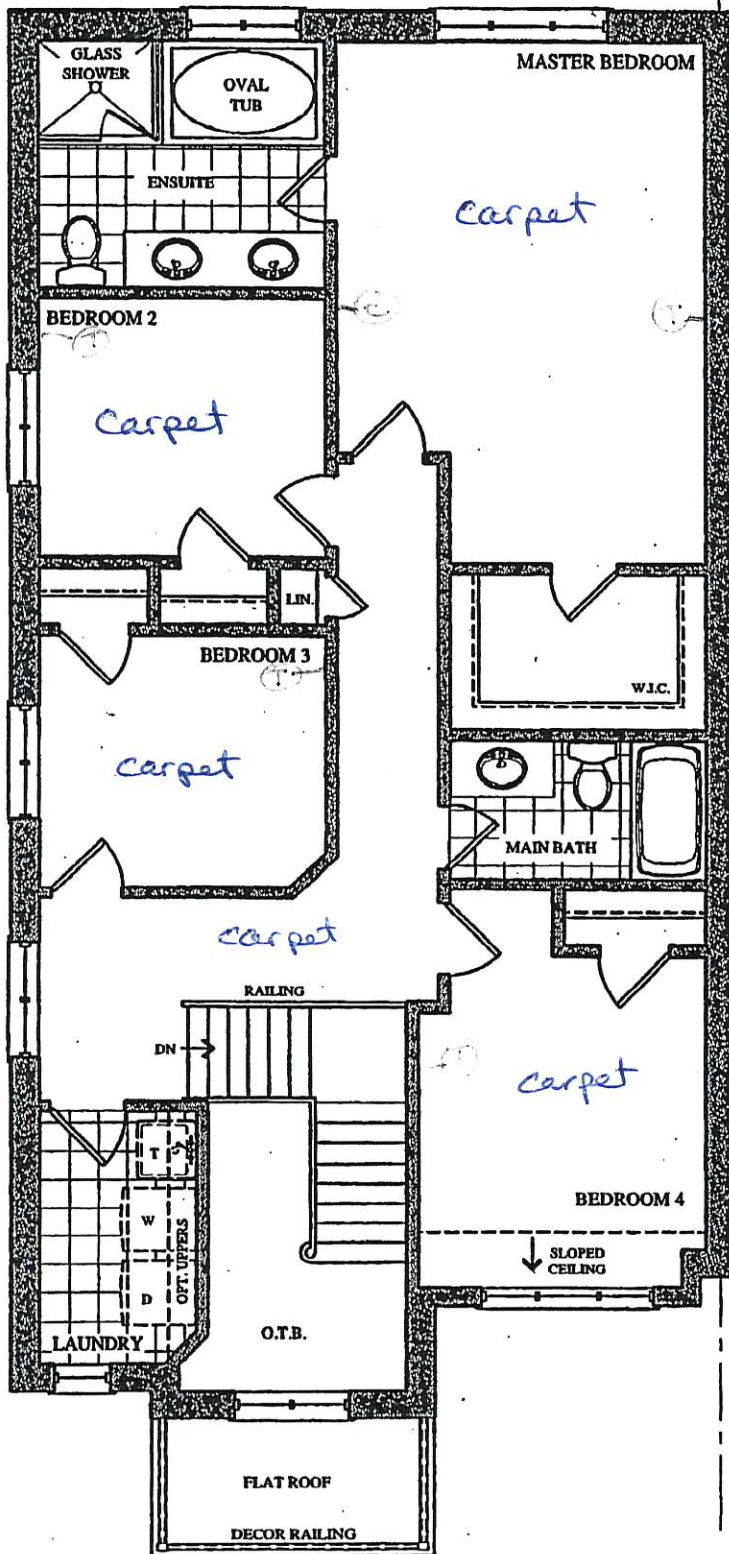 GLASS
SHOWER
OVAL
TUB
MASTER BEDROOM
ENSUITE
carpet
BEDROOM 2
C
T
T
carpet
LIN.
BEDROOM 3
T
W.I.C.
carpet
MAIN BATH
carpet
RAILING
DN
T
carpet
T
W
D
OPT. UPPERS
BEDROOM 4
SLOPED
CEILING
LAUNDRY
O.T.B.
FLAT ROOF
DECOR RAILING